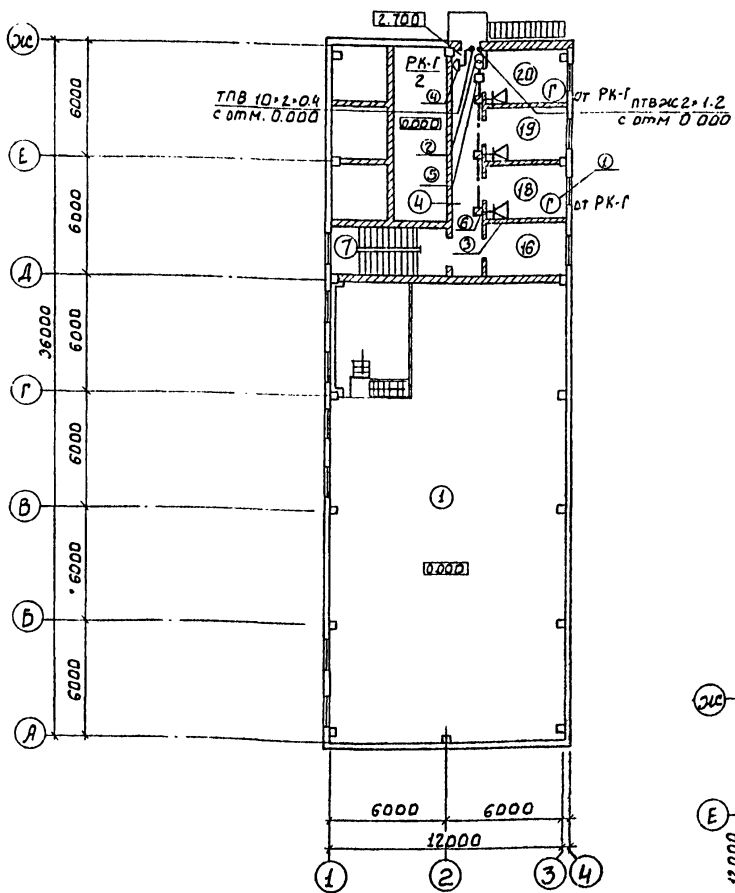 2.700
Ж
РК-Г
2
20
Г
от РК-Г
ТПВ 10×2×0.4
с отм. 0.000
4
ПТВЖ 2×1.2
с отм 0 000
6000
0.000
19
Е
2
1
5
18
4
Г
от РК-Г
6
6000
3
7
16
Д
36000
6000
Г
6000
В
1
6000
0.000
Б
6000
Ж
А
6000
6000
Е
12000
12000
1
2
3
4